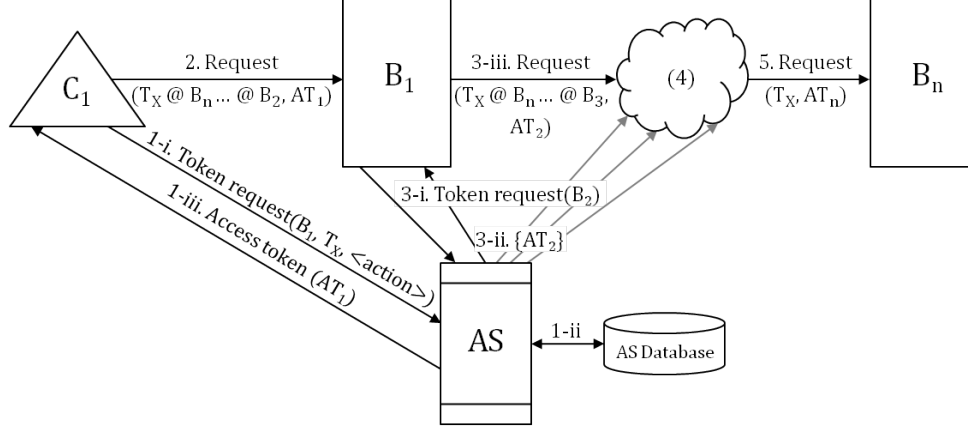 C₁
2. Request
(Tₓ @ Bₙ ... @ B₂, AT₁)
B₁
3-iii. Request
(Tₓ @ Bₙ ... @ B₃,
AT₂)
(4)
5. Request
(Tₓ, ATₙ)
Bₙ
1-i. Token request(B₁, Tₓ, <action>)
1-iii. Access token (AT₁)
3-i. Token request(B₂)
3-ii. {AT₂}
AS
1-ii
AS Database